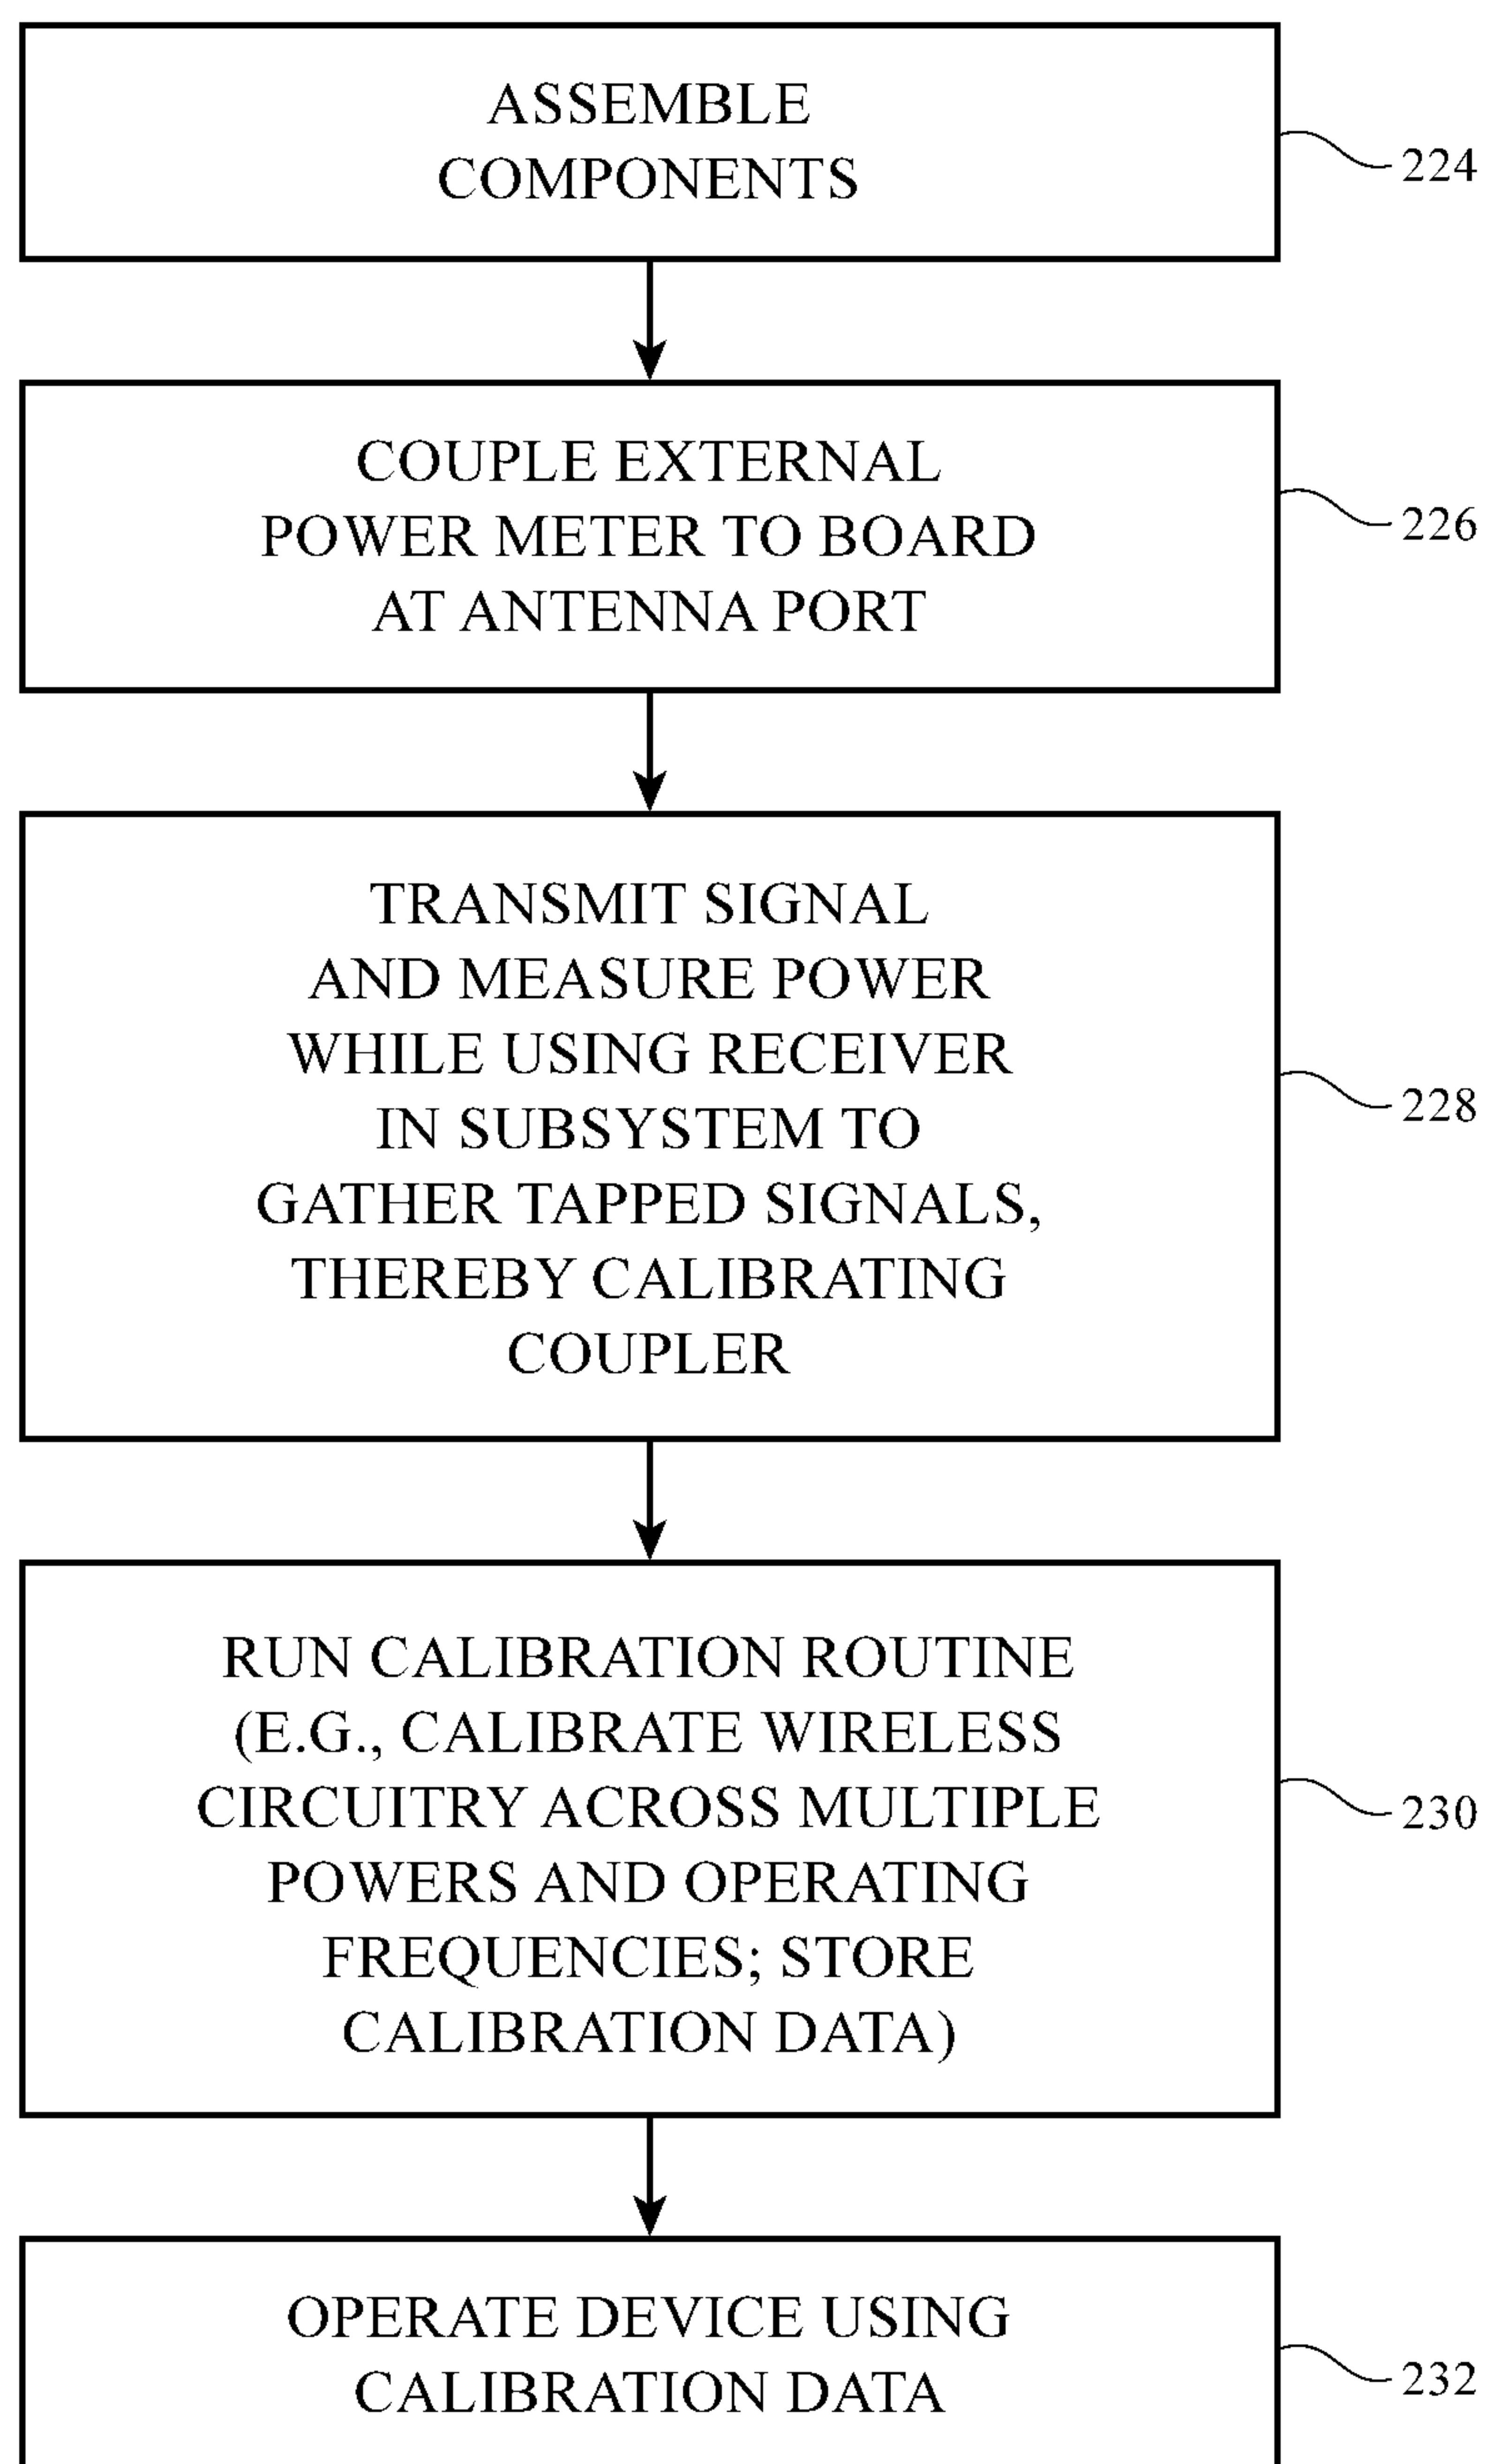 ASSEMBLE
COMPONENTS
224
COUPLE EXTERNAL
POWER METER TO BOARD
AT ANTENNA PORT
226
TRANSMIT SIGNAL
AND MEASURE POWER
WHILE USING RECEIVER
IN SUBSYSTEM TO
GATHER TAPPED SIGNALS,
THEREBY CALIBRATING
COUPLER
228
RUN CALIBRATION ROUTINE
(E.G., CALIBRATE WIRELESS
CIRCUITRY ACROSS MULTIPLE
POWERS AND OPERATING
FREQUENCIES; STORE
CALIBRATION DATA)
230
OPERATE DEVICE USING
CALIBRATION DATA
232